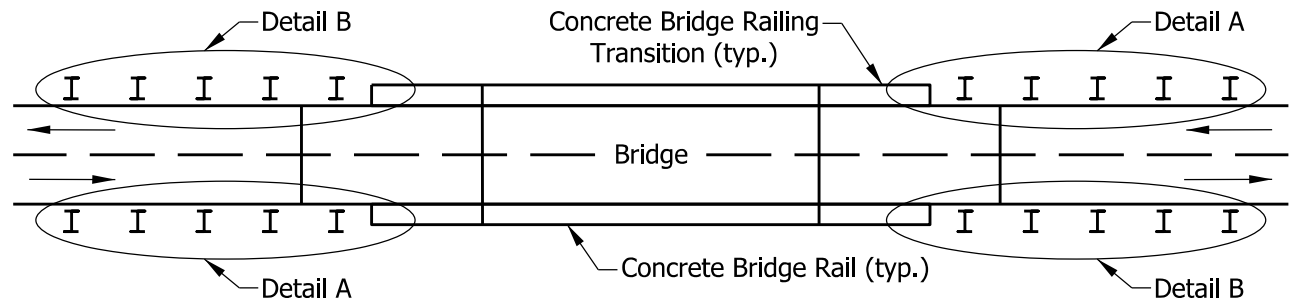 Detail B
Concrete Bridge Railing
Transition (typ.)
Detail A
Bridge
Detail A
Concrete Bridge Rail (typ.)
Detail B